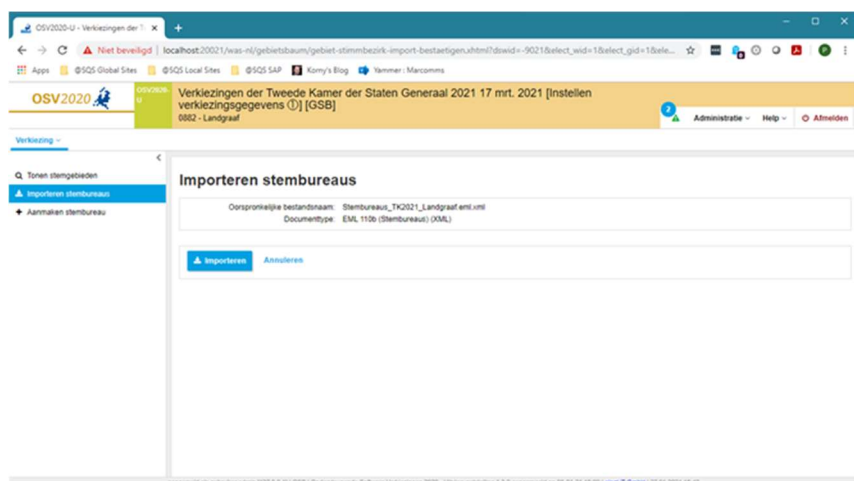 OSV2020-U - Verkiezingen der T
Niet beveiligd | localhost:20021/was-nl/gebietsbaum/gebiet-stimmbezirk-import-bestaetigen.xhtml?dswid=-9021&select_wid=1&elect_gid=1&ele...
Apps @SQS Global Sites @SQS Local Sites @SQS SAP Korny's Blog Yammer : Marcomms
OSV2020
OSV2020-U
Verkiezingen der Tweede Kamer der Staten Generaal 2021 17 mrt. 2021 [Instellen verkiezingsgegevens ①] [GSB]
0882 - Landgraaf
2
Administratie Help Afmelden
Verkiezing
Tonen stemgebieden
Importeren stembureaus
Aanmaken stembureau
Importeren stembureaus
Oorspronkelijke bestandsnaam: Stembureaus_TK2021_Landgraaf.eml.xml
Documenttype: EML 110b (Stembureaus) (XML)
Importeren Annuleren